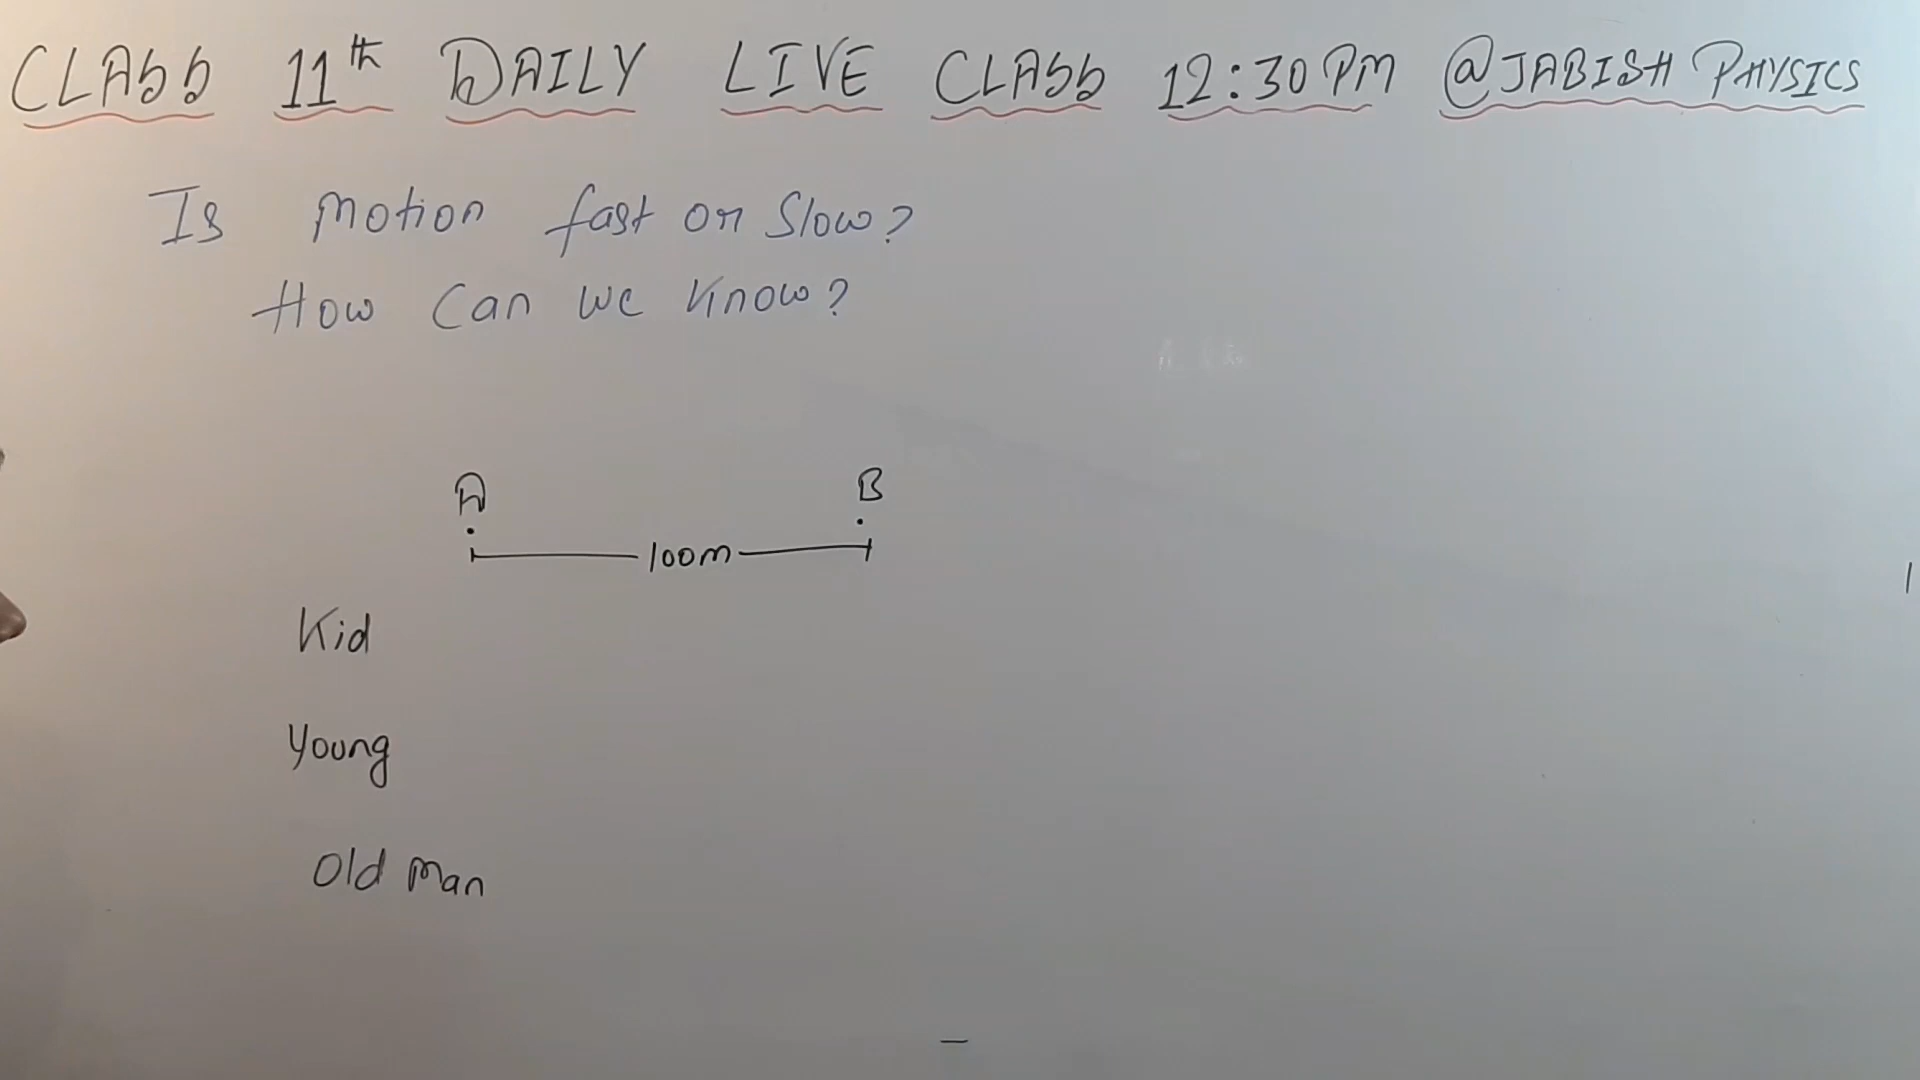 CLASS 11th DAILY LIVE CLASS 12:30 PM @JABISH PHYSICS
Is Motion fast or Slow?
How Can we Know?
A B
100m
Kid
Young
Old Man